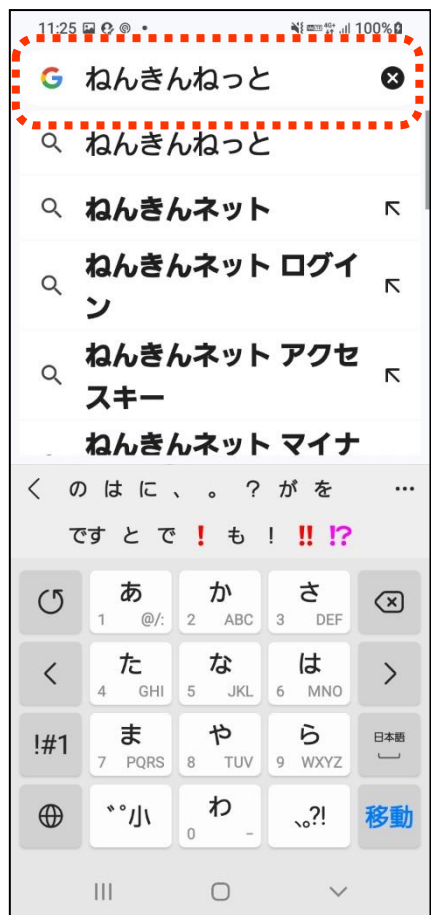 11:25 100%
ねんきんねっと
ねんきんねっと
ねんきんネット
ねんきんネット ログイ
ン
ねんきんネット アクセ
スキー
ねんきんネット マイナ
の は に 、 。 ? が を …
です と で ❗ も ! ‼ ⁉
あ か さ
1 @/: 2 ABC 3 DEF
た な は
4 GHI 5 JKL 6 MNO
!#1 ま や ら 日本語
7 PQRS 8 TUV 9 WXYZ
゛゜小 わ 、。?! 移動
0 -